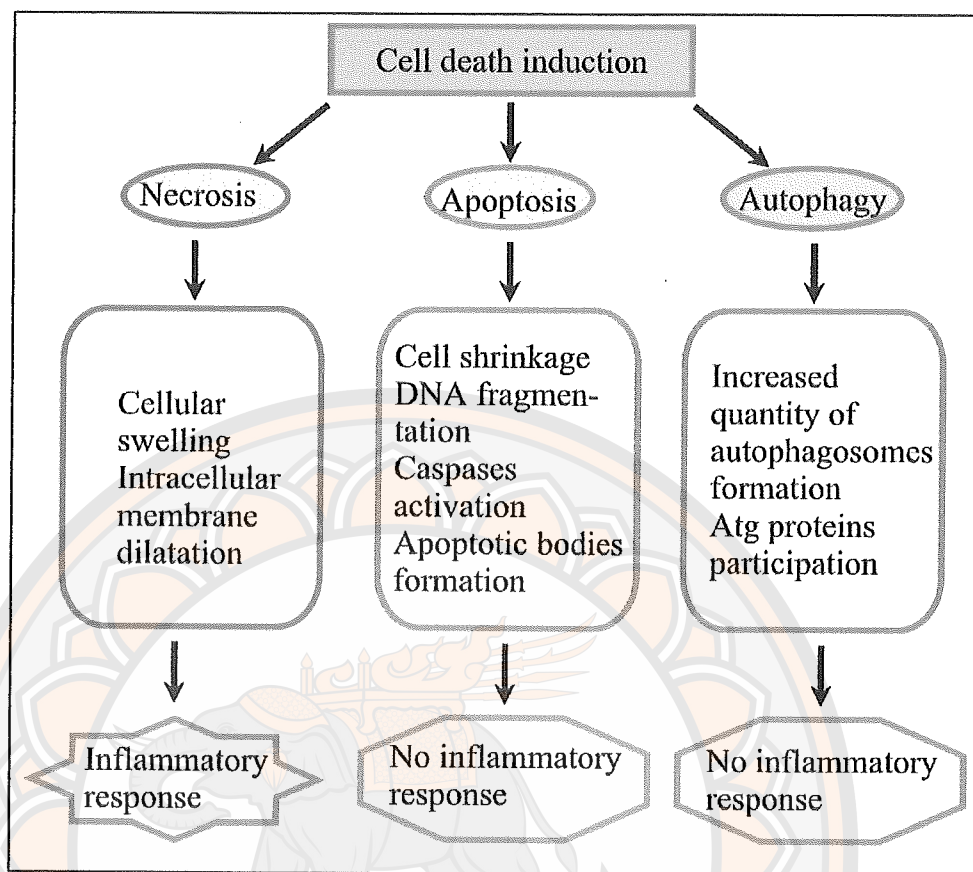 Cell death induction
Necrosis
Apoptosis
Autophagy
Cellular
swelling
Intracellular
membrane
dilatation
Cell shrinkage
DNA fragmen-
tation
Caspases
activation
Apoptotic bodies
formation
Increased
quantity of
autophagosomes
formation
Atg proteins
participation
Inflammatory
response
No inflammatory
response
No inflammatory
response